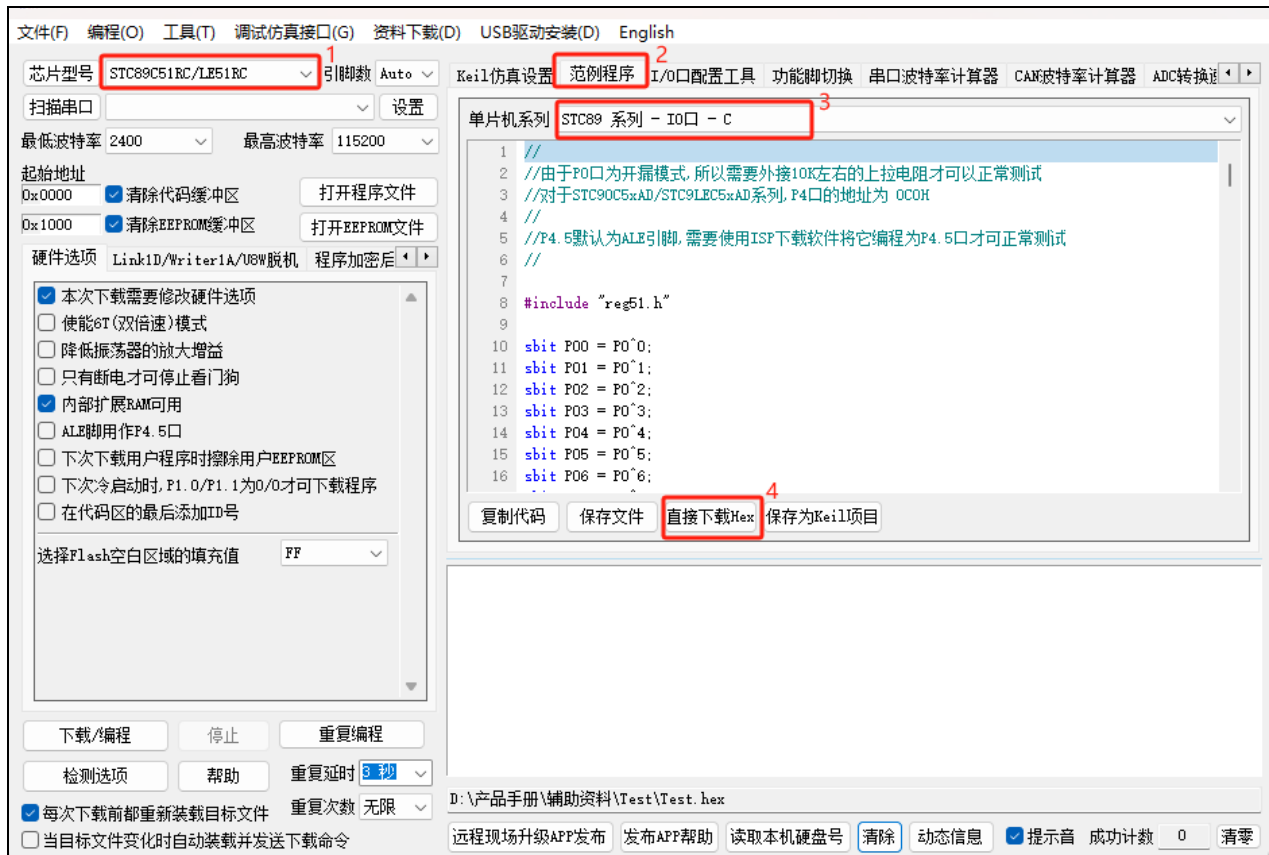 文件(F) 编程(O) 工具(T) 调试仿真接口(G) 资料下载(D) USB驱动安装(D) English
芯片型号 STC89C51RC/LE51RC 1 引脚数 Auto
扫描串口 设置
最低波特率 2400 最高波特率 115200
起始地址
0x0000 清除代码缓冲区 打开程序文件
0x1000 清除EEPROM缓冲区 打开EEPROM文件
硬件选项 Link1D/Writer1A/U8W脱机 程序加密后
本次下载需要修改硬件选项
使能6T(双倍速)模式
降低振荡器的放大增益
只有断电才可停止看门狗
内部扩展RAM可用
ALE脚用作P4.5口
下次下载用户程序时擦除用户EEPROM区
下次冷启动时,P1.0/P1.1为0/0才可下载程序
在代码区的最后添加ID号
选择Flash空白区域的填充值 FF
下载/编程 停止 重复编程
检测选项 帮助 重复延时 3 秒
每次下载前都重新装载目标文件 重复次数 无限
当目标文件变化时自动装载并发送下载命令
2
Keil仿真设置 范例程序 I/O口配置工具 功能脚切换 串口波特率计算器 CAN波特率计算器 ADC转换速
单片机系列 STC89 系列 - IO口 - C 3
1 //
2 //由于P0口为开漏模式,所以需要外接10K左右的上拉电阻才可以正常测试
3 //对于STC90C5xAD/STC9LEC5xAD系列,P4口的地址为 0C0H
4 //
5 //P4.5默认为ALE引脚,需要使用ISP下载软件将它编程为P4.5口才可正常测试
6 //
7
8 #include "reg51.h"
9
10 sbit P00 = P0^0;
11 sbit P01 = P0^1;
12 sbit P02 = P0^2;
13 sbit P03 = P0^3;
14 sbit P04 = P0^4;
15 sbit P05 = P0^5;
16 sbit P06 = P0^6;
4
复制代码 保存文件 直接下载Hex 保存为Keil项目
D:\产品手册\辅助资料\Test\Test.hex
远程现场升级APP发布 发布APP帮助 读取本机硬盘号 清除 动态信息 提示音 成功计数 0 清零